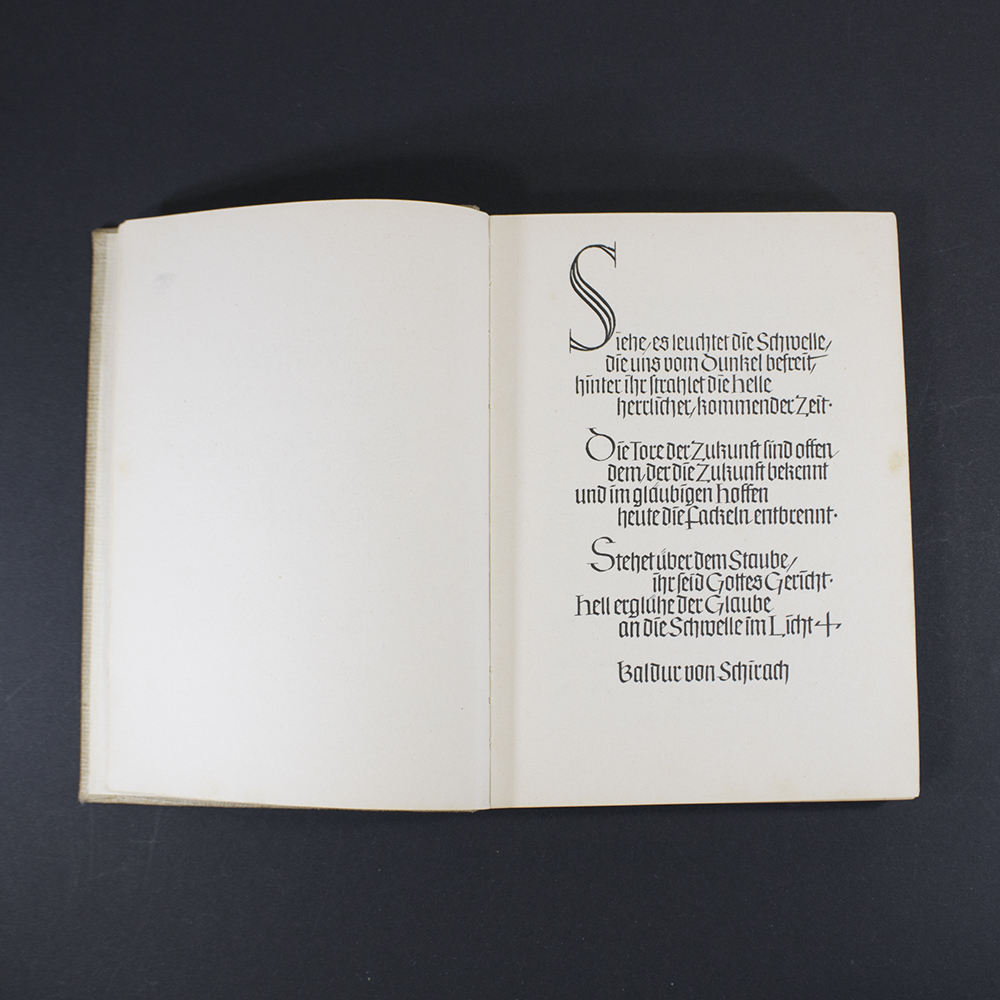 Siehe, es leuchtet die Schwelle,
die uns vom Dunkel befreit,
hinter ihr strahlet die helle
herrlicher, kommender Zeit.
Die Tore der Zukunft sind offen
dem, der die Zukunft bekennt
und im gläubigen Hoffen
heute die Fackeln entbrennt.
Stehet über dem Staube,
ihr seid Gottes Gericht.
Hell erglühe der Glaube
an die Schwelle im Licht +
Baldur von Schirach